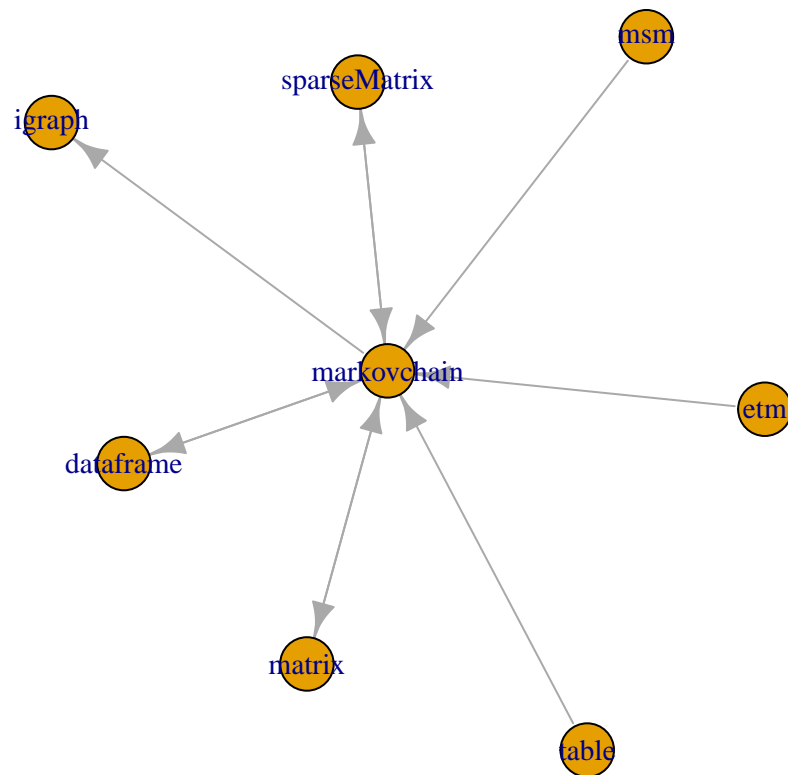 msm
sparseMatrix
igraph
markovchain
etm
dataframe
matrix
table